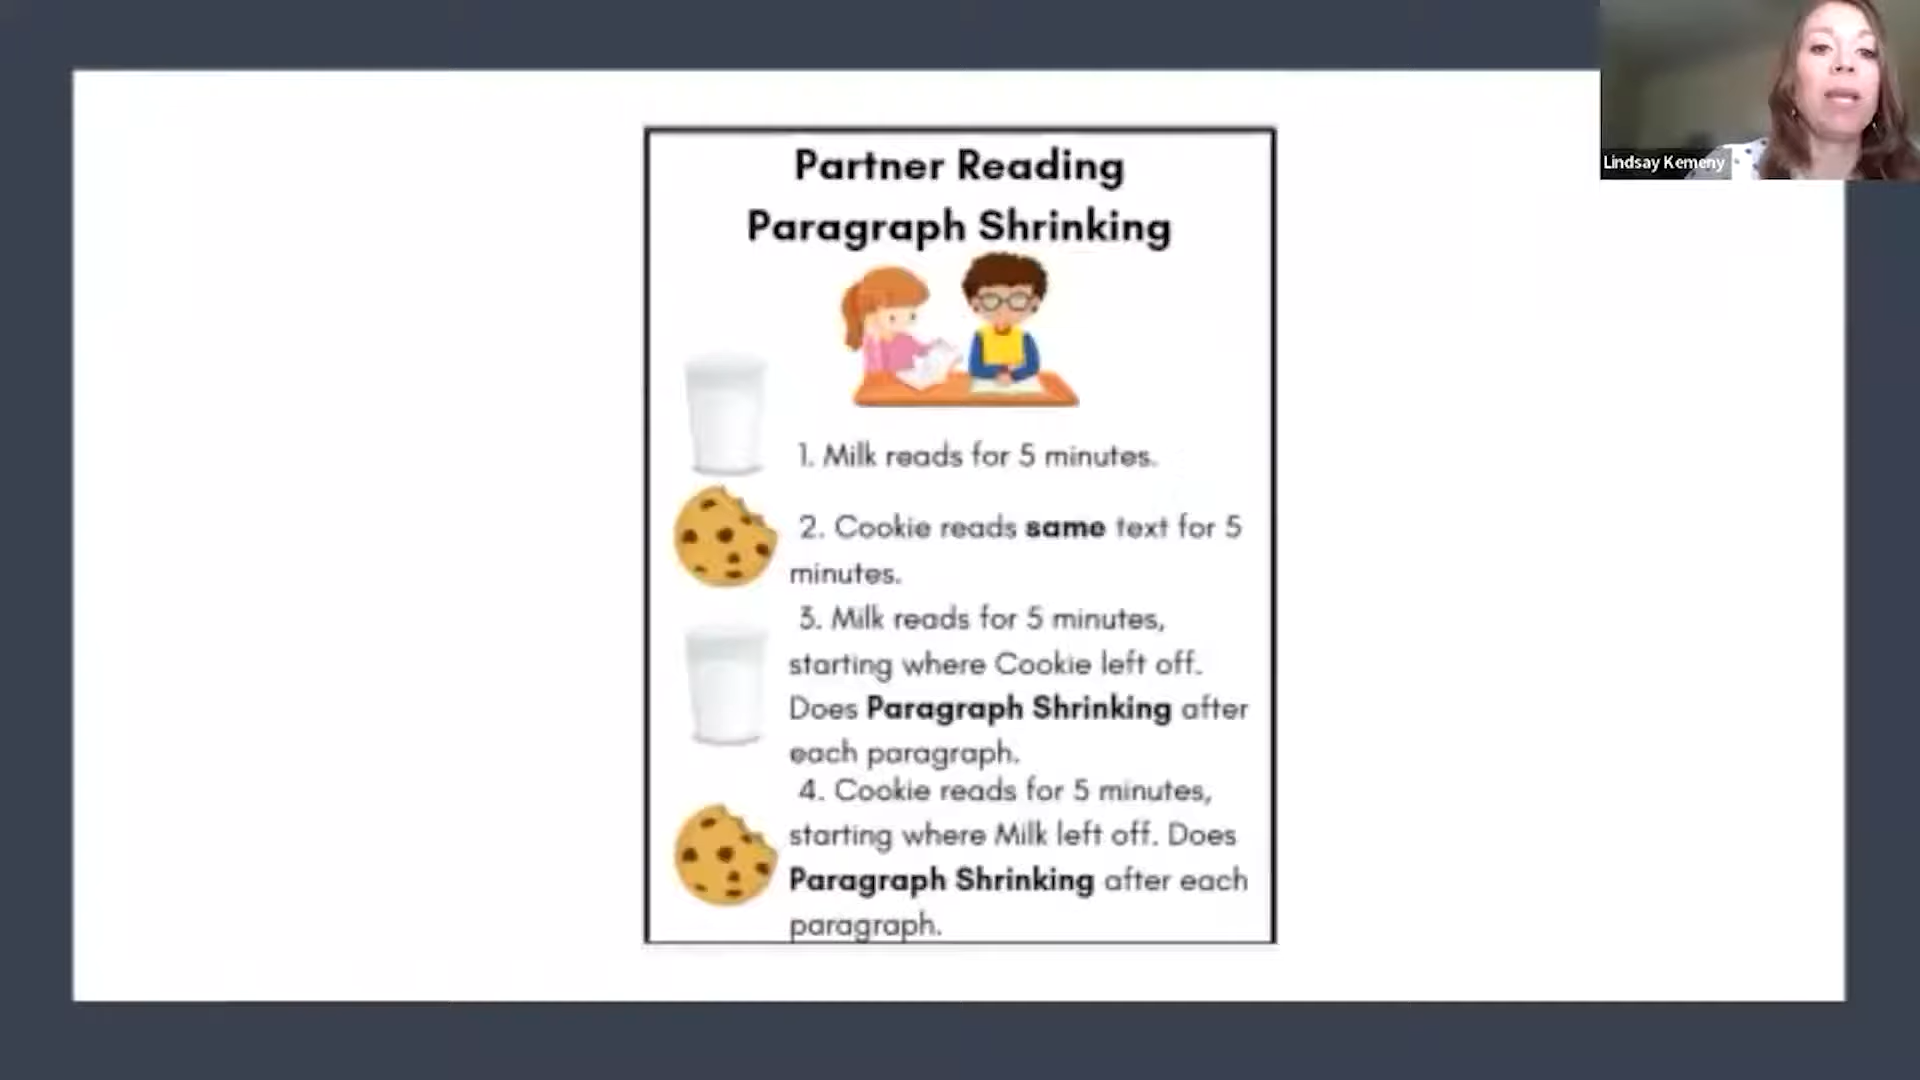 Partner Reading
Paragraph Shrinking
1. Milk reads for 5 minutes.
2. Cookie reads same text for 5
minutes.
3. Milk reads for 5 minutes,
starting where Cookie left off.
Does Paragraph Shrinking after
each paragraph.
4. Cookie reads for 5 minutes,
starting where Milk left off. Does
Paragraph Shrinking after each
paragraph.
Lindsay Kemeny